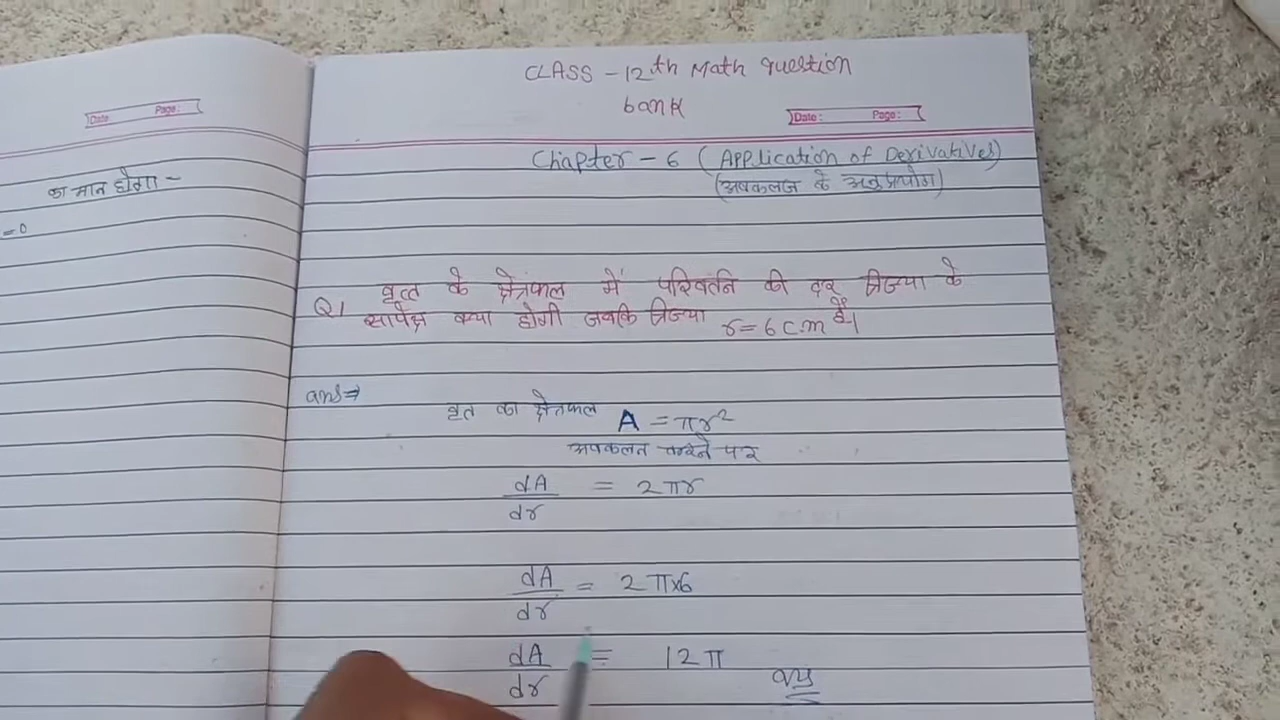 का मान होगा -
= 0
Date: Page:
CLASS - 12th Math question
bank
Date: Page:
Chapter - 6 (Application of Derivatives)
(अवकलज के अनुप्रयोग)
Q1 वृत्त के क्षेत्रफल में परिवर्तन की दर त्रिज्या के
सापेक्ष क्या होगी जबकि त्रिज्या r = 6 c.m है।
ans⇒
वृत का क्षेत्रफल A = πr²
अवकलन करने पर
dA/dr = 2πr
dA/dr = 2π×6
dA/dr = 12π